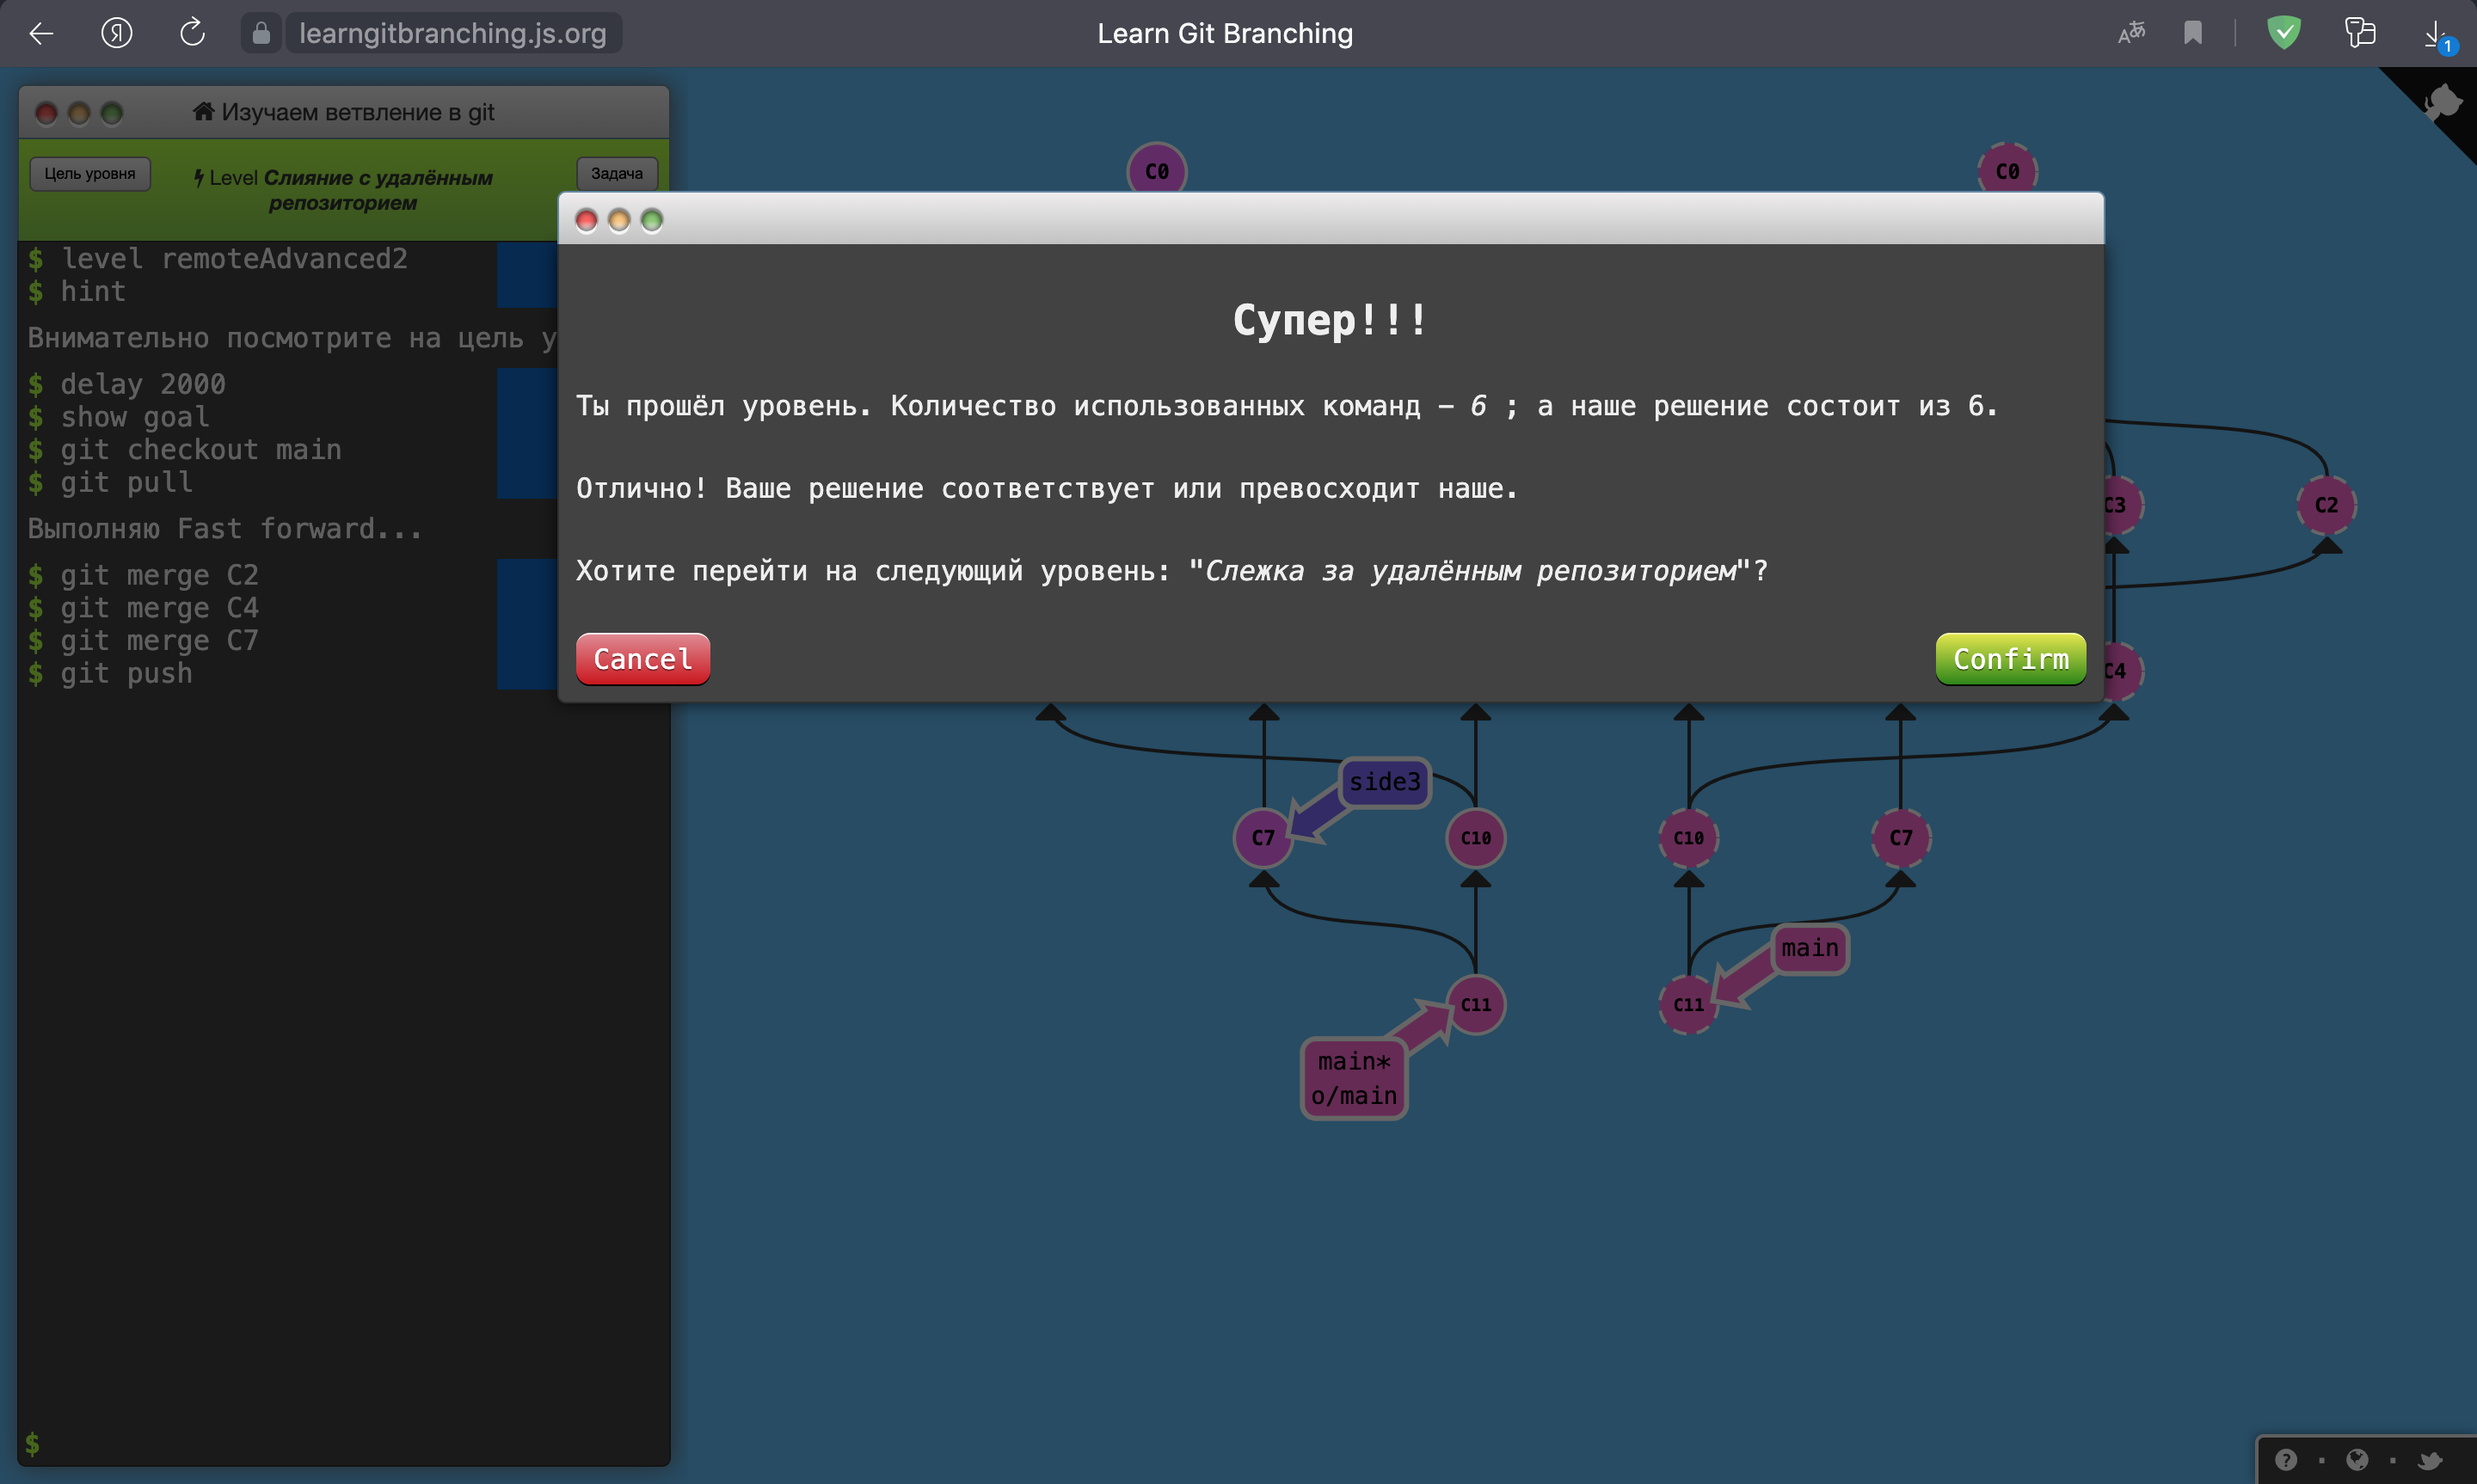 learngitbranching.js.org
Learn Git Branching
1
Изучаем ветвление в git
Цель уровня
Level Слияние с удалённым
репозиторием
Задача
$ level remoteAdvanced2
$ hint
Внимательно посмотрите на цель у
$ delay 2000
$ show goal
$ git checkout main
$ git pull
Выполняю Fast forward...
$ git merge C2
$ git merge C4
$ git merge C7
$ git push
$
C0
C0
Супер!!!
Ты прошёл уровень. Количество использованных команд – 6 ; а наше решение состоит из 6.
Отлично! Ваше решение соответствует или превосходит наше.
Хотите перейти на следующий уровень: "Слежка за удалённым репозиторием"?
Cancel
Confirm
C3
C2
C4
side3
C7
C10
C10
C7
main
C11
C11
main*
o/main